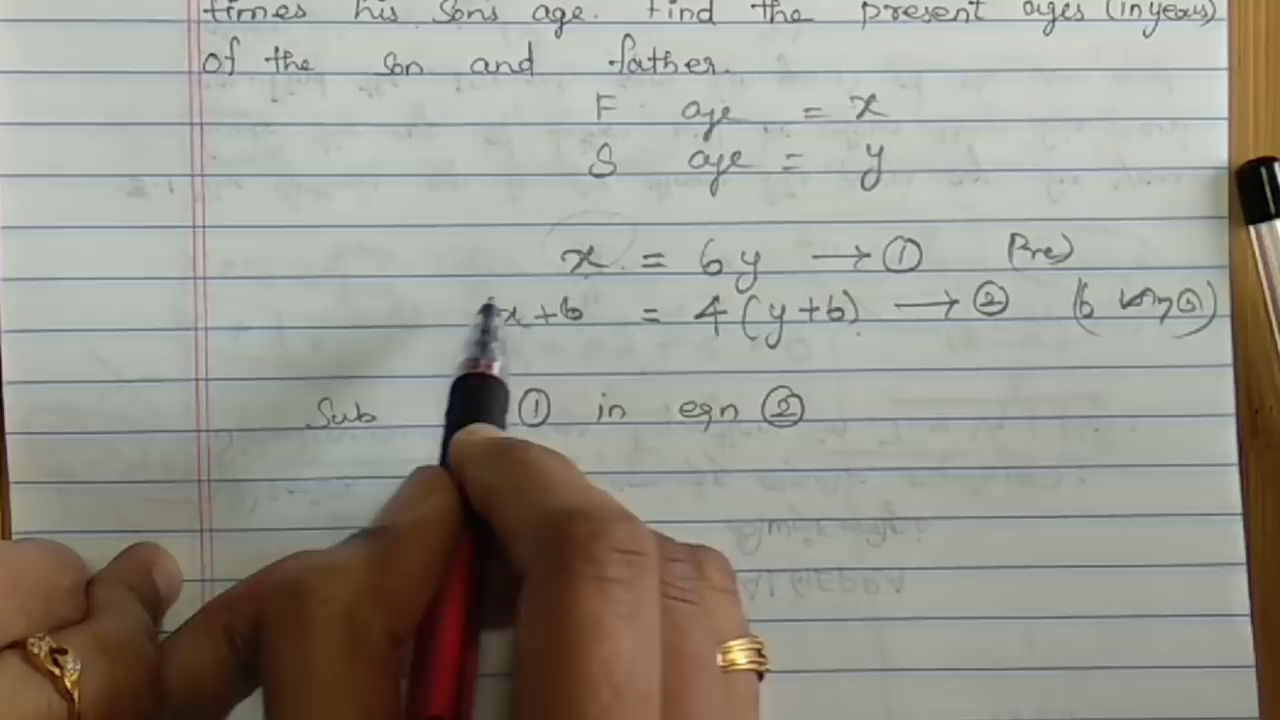 times his Sons age. Find the present ages (in years)
of the son and father.
F age = x
S age = y
x = 6y → ① (Pre)
x+6 = 4(y+6) → ② (6
Sub ① in eqn ②